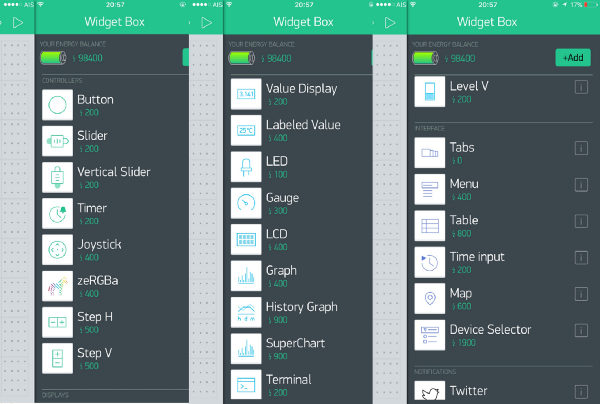 AIS
20:57
Widget Box
YOUR ENERGY BALANCE
98400
CONTROLLERS
Button
200
Slider
200
Vertical Slider
200
Timer
200
Joystick
400
zeRGBa
400
Step H
500
Step V
500
DISPLAYS
AIS
20:57
Widget Box
YOUR ENERGY BALANCE
98400
Value Display
200
Labeled Value
400
LED
100
Gauge
300
LCD
400
Graph
400
History Graph
900
SuperChart
900
Terminal
200
AIS
20:57
17%
Widget Box
YOUR ENERGY BALANCE
98400
+Add
Level V
200
INTERFACE
Tabs
0
Menu
400
Table
800
Time input
200
Map
600
Device Selector
1900
NOTIFICATIONS
Twitter